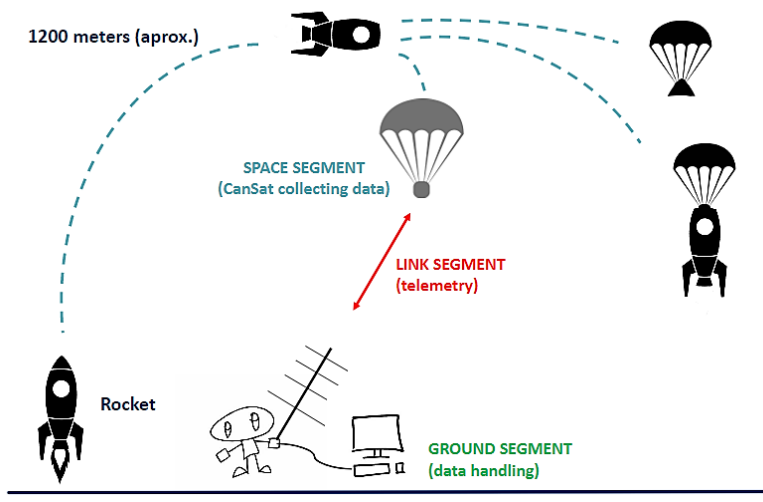 1200 meters (aprox.)
SPACE SEGMENT
(CanSat collecting data)
LINK SEGMENT
(telemetry)
Rocket
GROUND SEGMENT
(data handling)